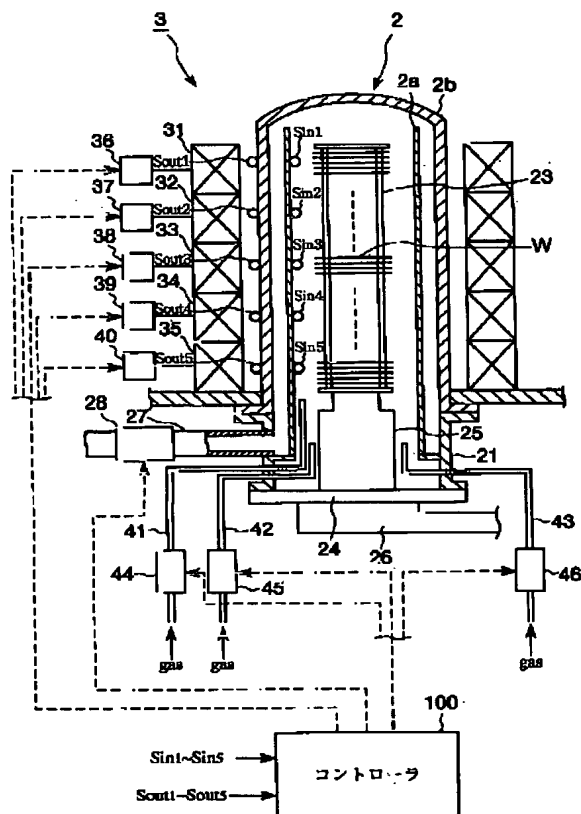 3
2
2a
2b
36
31
Sout1
Sin1
32
37
Sout2
Sin2
23
33
38
Sout3
Sin3
W
34
39
Sout4
Sin4
35
40
Sout5
Sin5
28
27
25
21
41
42
24
26
43
44
45
46
gas
gas
gas
100
Sin1~Sin5
コントローラ
Sout1~Sout5